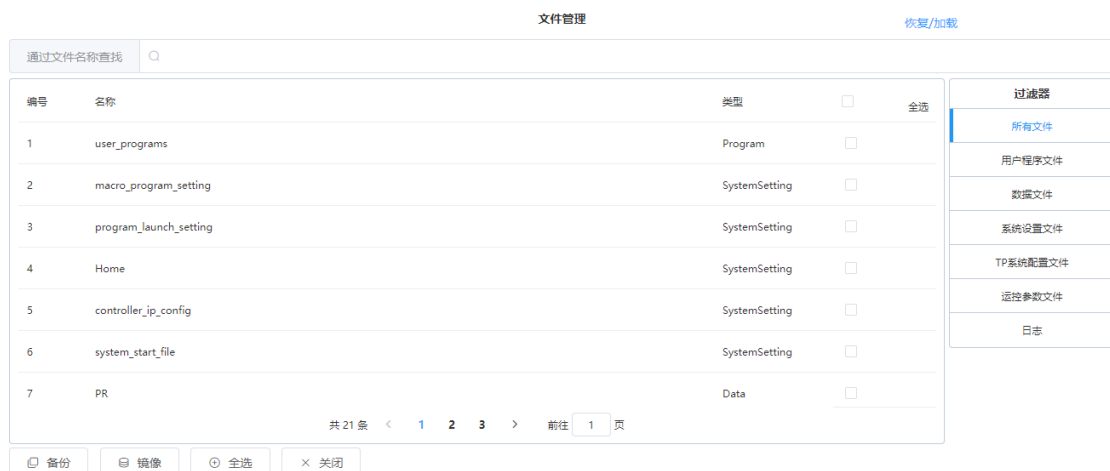 文件管理
恢复/加载
通过文件名称查找
编号 名称 类型 全选
1 user_programs Program
2 macro_program_setting SystemSetting
3 program_launch_setting SystemSetting
4 Home SystemSetting
5 controller_ip_config SystemSetting
6 system_start_file SystemSetting
7 PR Data
共 21 条 < 1 2 3 > 前往 1 页
过滤器
所有文件
用户程序文件
数据文件
系统设置文件
TP系统配置文件
运控参数文件
日志
备份 镜像 全选 × 关闭